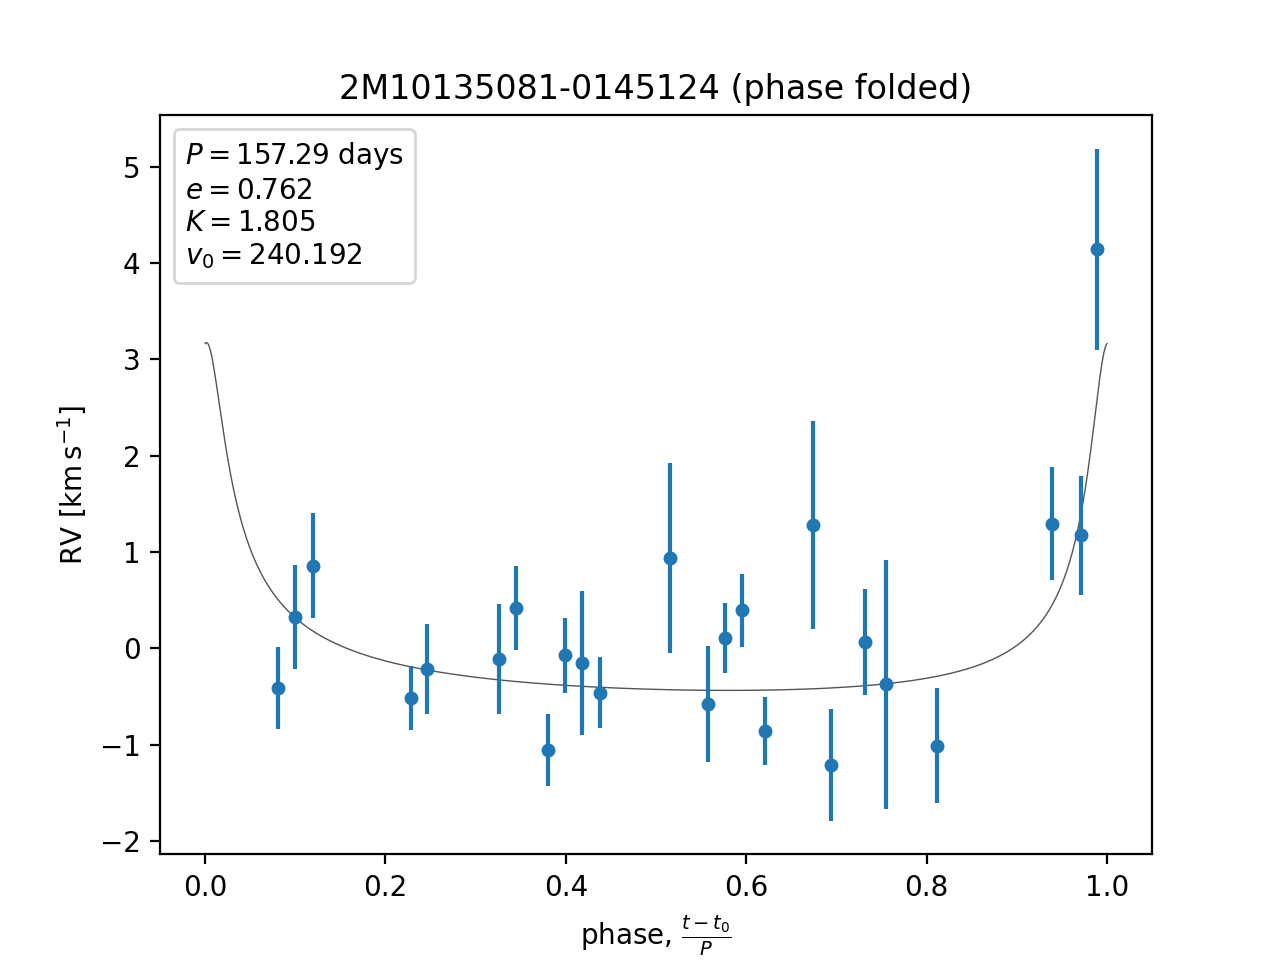 2M10135081-0145124 (phase folded)
P = 157.29 days
e = 0.762
K = 1.805
v₀ = 240.192
RV [km s⁻¹]
5
4
3
2
1
0
−1
−2
0.0 0.2 0.4 0.6 0.8 1.0
phase, (t − t₀)/P